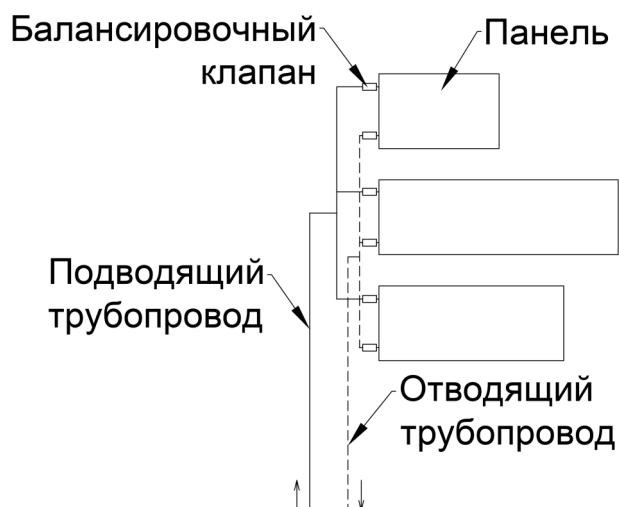 Балансировочный
клапан
Панель
Подводящий
трубопровод
Отводящий
трубопровод